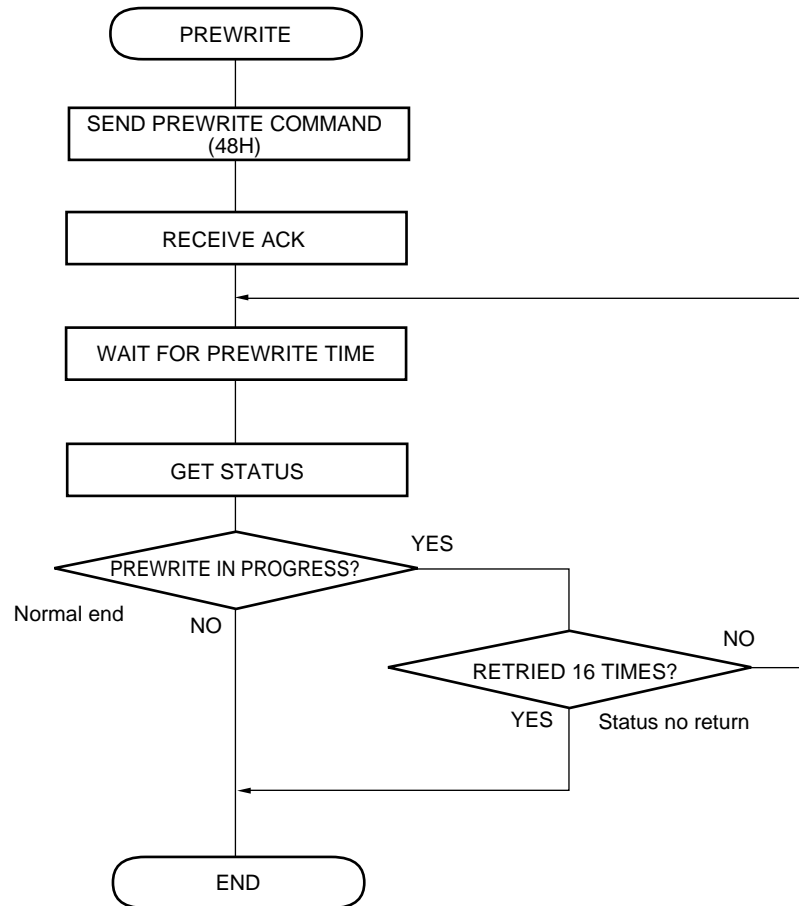 PREWRITE
SEND PREWRITE COMMAND
(48H)
RECEIVE ACK
WAIT FOR PREWRITE TIME
GET STATUS
YES
PREWRITE IN PROGRESS?
Normal end
NO
NO
RETRIED 16 TIMES?
YES
Status no return
END